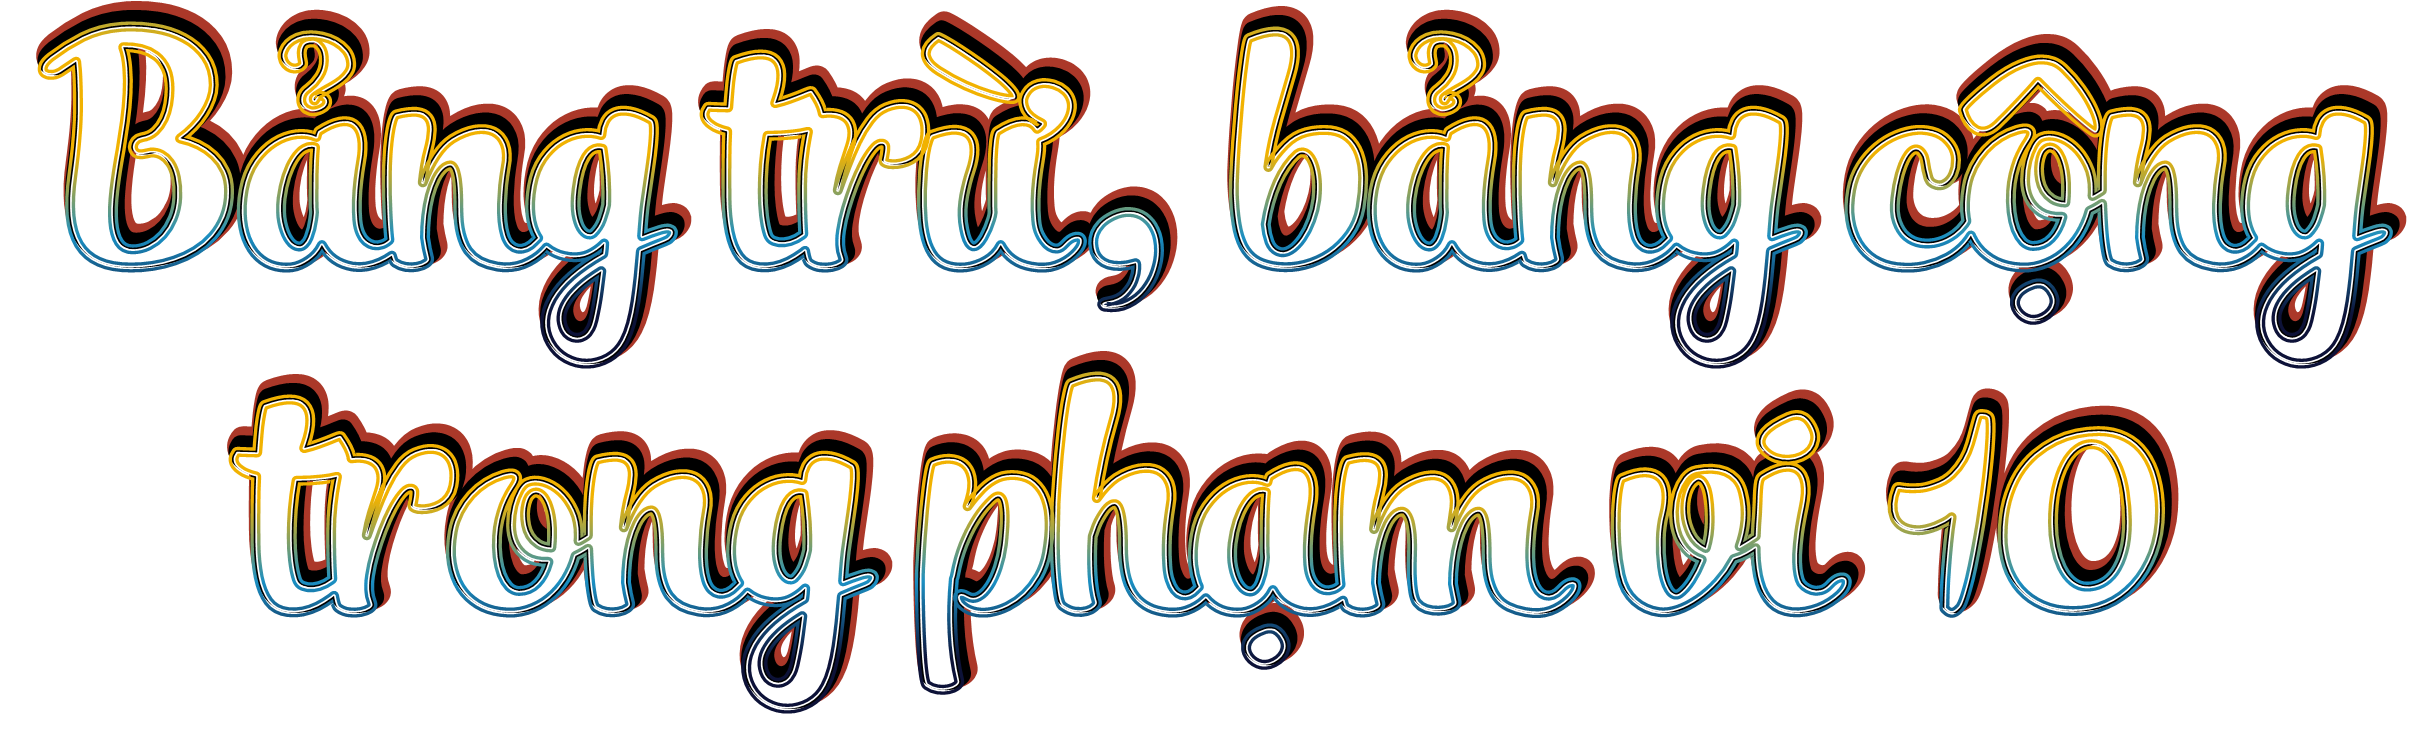 Bảng trừ, bảng cộng
trong phạm vi 10